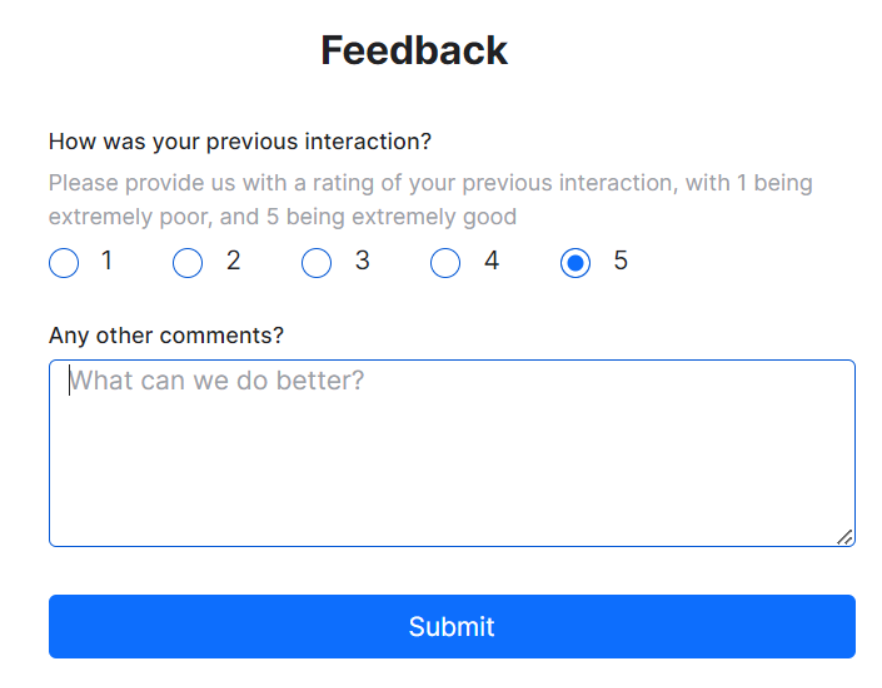 Feedback
How was your previous interaction?
Please provide us with a rating of your previous interaction, with 1 being
extremely poor, and 5 being extremely good
1 2 3 4 5
Any other comments?
What can we do better?
Submit